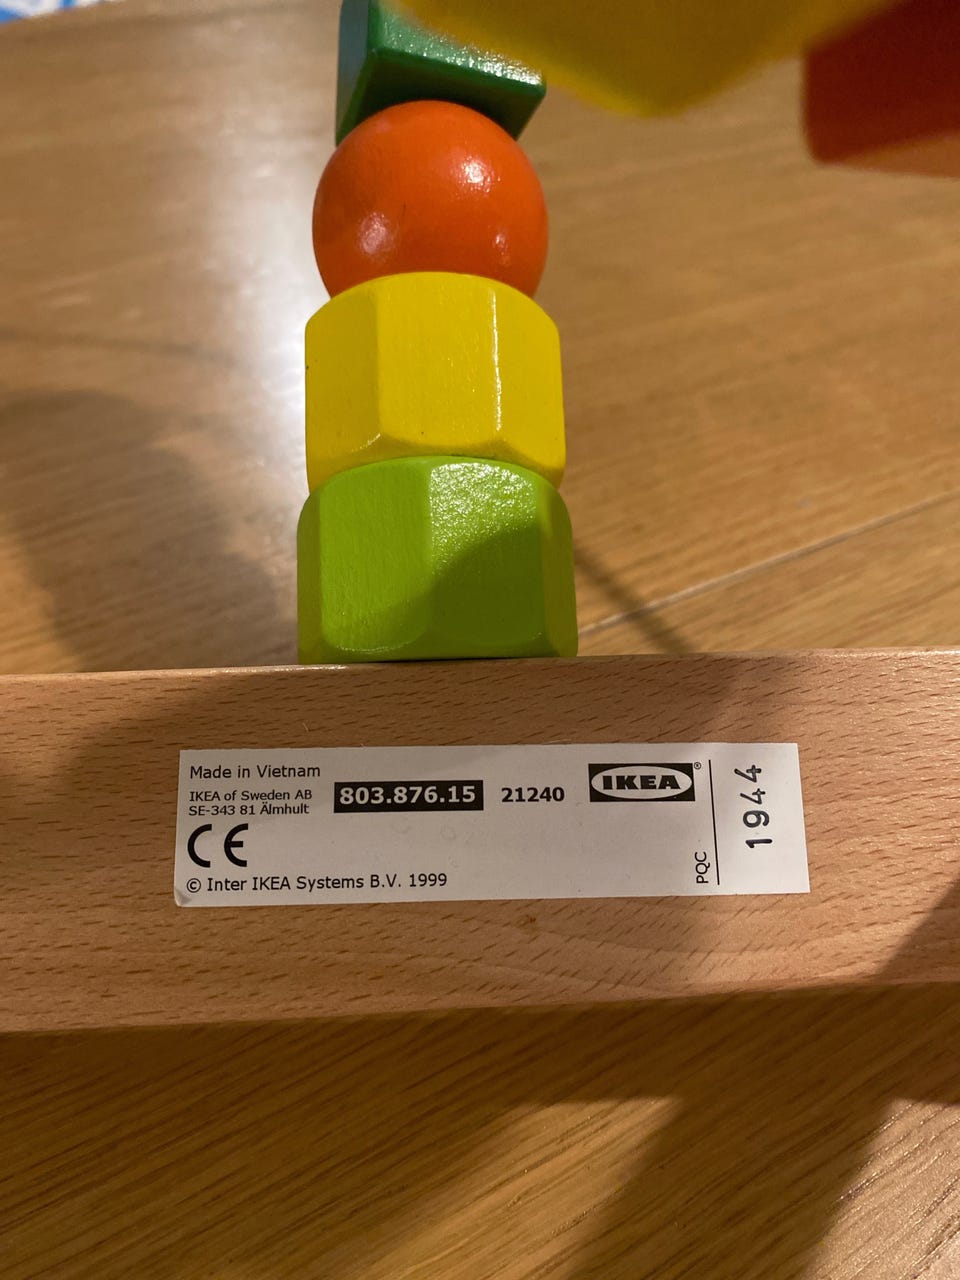 Made in Vietnam
IKEA of Sweden AB
SE-343 81 Älmhult
803.876.15
21240
IKEA®
CE
© Inter IKEA Systems B.V. 1999
PQC
1944